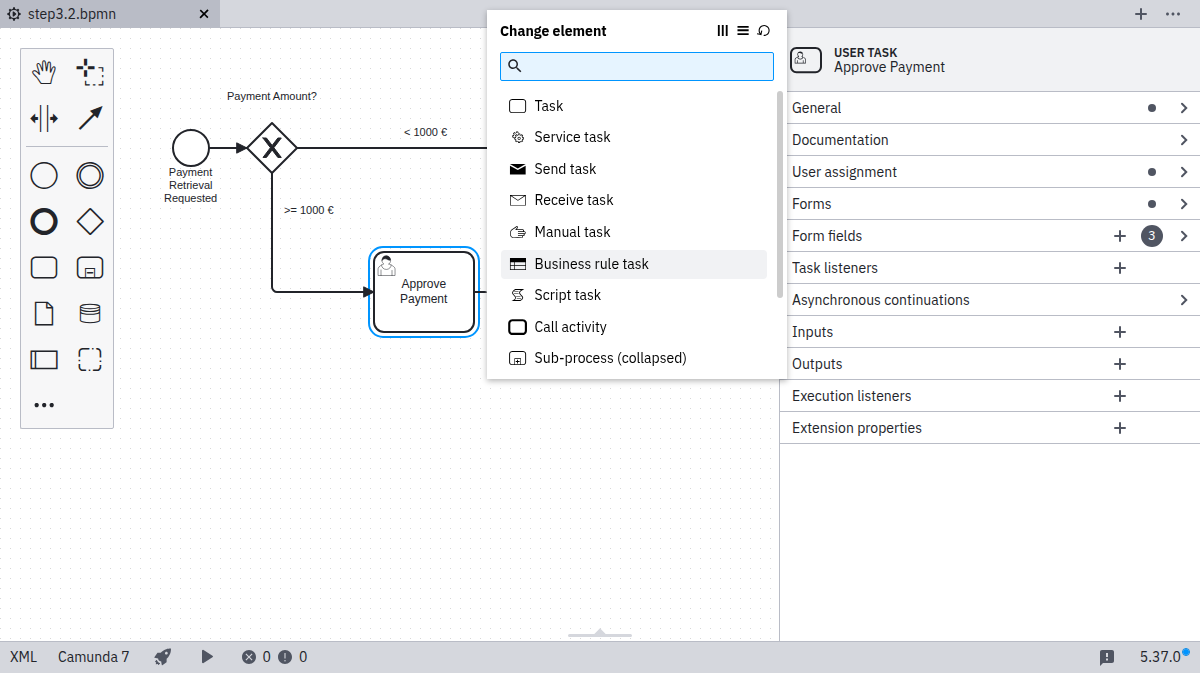 step3.2.bpmn
Payment Amount?
< 1000 €
Payment
Retrieval
Requested
>= 1000 €
Approve
Payment
Change element
Task
Service task
Send task
Receive task
Manual task
Business rule task
Script task
Call activity
Sub-process (collapsed)
USER TASK
Approve Payment
General
Documentation
User assignment
Forms
Form fields 3
Task listeners
Asynchronous continuations
Inputs
Outputs
Execution listeners
Extension properties
XML Camunda 7 0 0 5.37.0